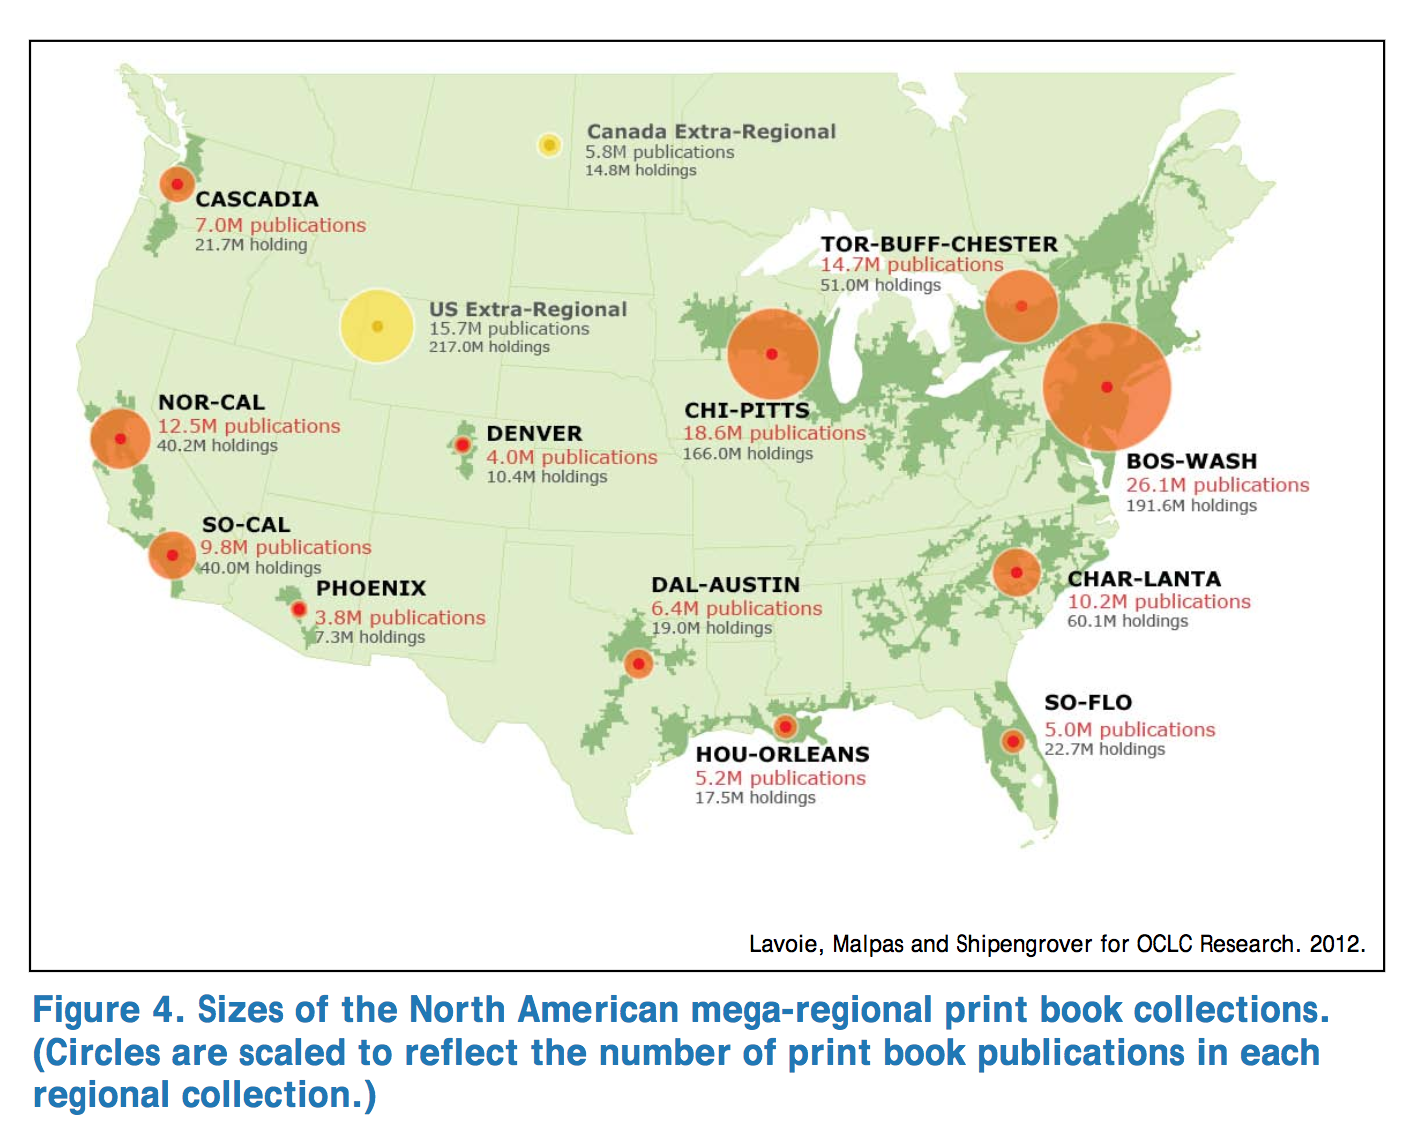 Canada Extra-Regional
5.8M publications
14.8M holdings
CASCADIA
7.0M publications
21.7M holding
TOR-BUFF-CHESTER
14.7M publications
51.0M holdings
US Extra-Regional
15.7M publications
217.0M holdings
NOR-CAL
12.5M publications
40.2M holdings
DENVER
4.0M publications
10.4M holdings
CHI-PITTS
18.6M publications
166.0M holdings
BOS-WASH
26.1M publications
191.6M holdings
SO-CAL
9.8M publications
40.0M holdings
PHOENIX
3.8M publications
7.3M holdings
DAL-AUSTIN
6.4M publications
19.0M holdings
CHAR-LANTA
10.2M publications
60.1M holdings
SO-FLO
5.0M publications
22.7M holdings
HOU-ORLEANS
5.2M publications
17.5M holdings
Lavoie, Malpas and Shipengrover for OCLC Research. 2012.
Figure 4. Sizes of the North American mega-regional print book collections.
(Circles are scaled to reflect the number of print book publications in each
regional collection.)